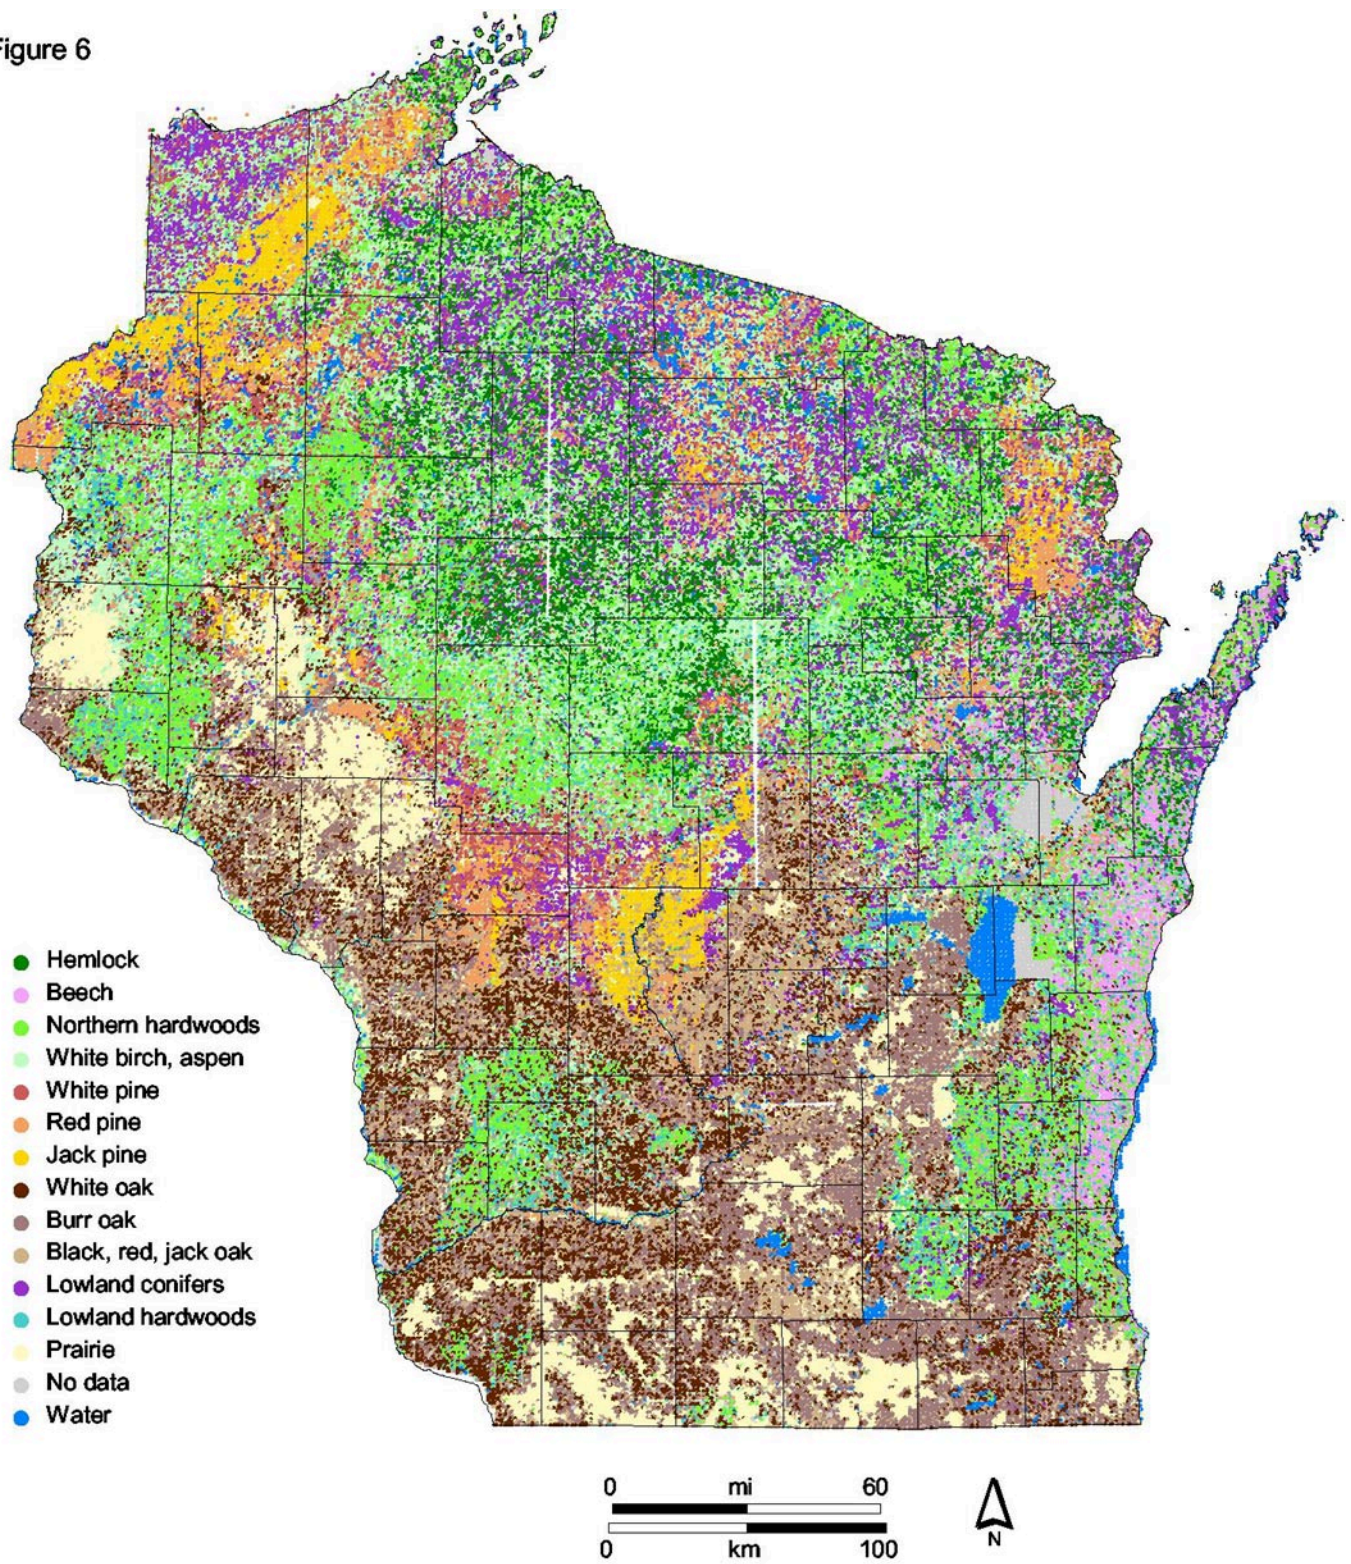 Figure 6
Hemlock
Beech
Northern hardwoods
White birch, aspen
White pine
Red pine
Jack pine
White oak
Burr oak
Black, red, jack oak
Lowland conifers
Lowland hardwoods
Prairie
No data
Water
0 mi 60
0 km 100
N